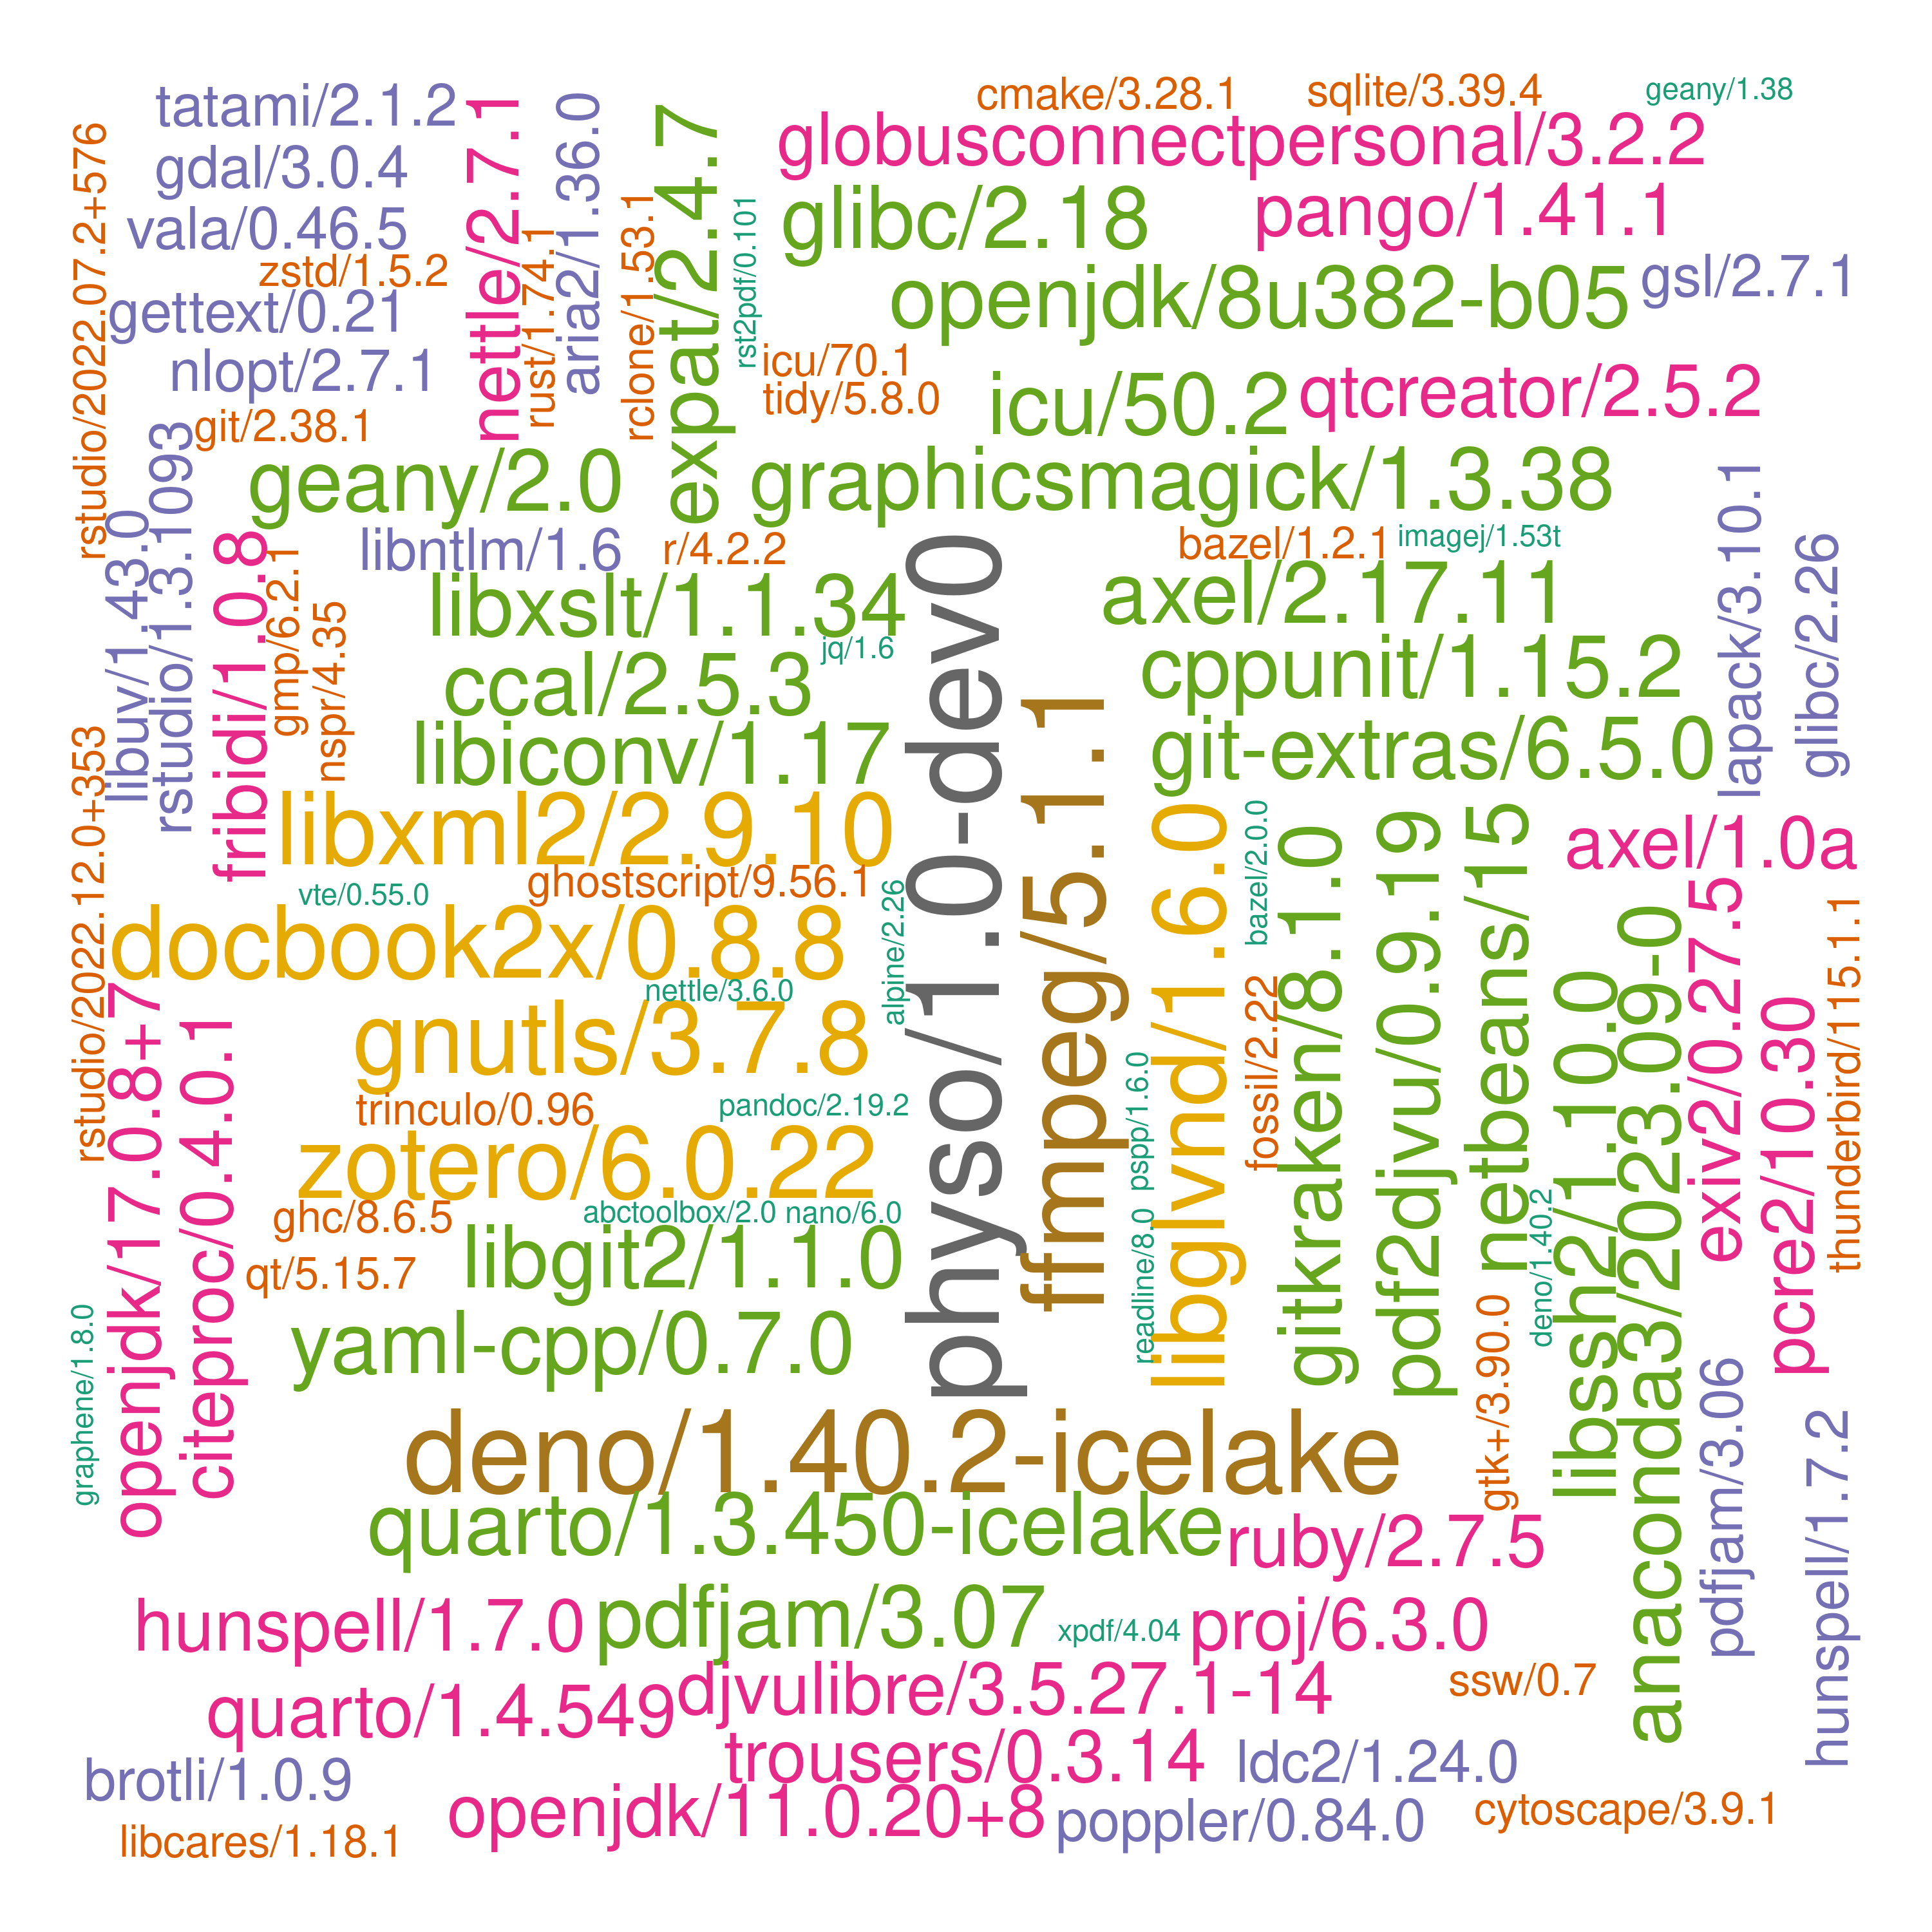 cmake/3.28.1
sqlite/3.39.4
geany/1.38
tatami/2.1.2
globusconnectpersonal/3.2.2
gdal/3.0.4
nettle/2.7.1
aria2/1.36.0
expat/2.4.7
rstudio/2022.07.2+576
vala/0.46.5
rust/1.74.1
rclone/1.53.1
rst2pdf/0.101
glibc/2.18
pango/1.41.1
zstd/1.5.2
openjdk/8u382-b05
gsl/2.7.1
gettext/0.21
icu/70.1
nlopt/2.7.1
tidy/5.8.0
icu/50.2
qtcreator/2.5.2
git/2.38.1
geany/2.0
graphicsmagick/1.3.38
libuv/1.43.0
rstudio/1.3.1093
fribidi/1.0.8
gmp/6.2.1
nspr/4.35
libntlm/1.6
r/4.2.2
bazel/1.2.1
imagej/1.53t
lapack/3.10.1
glibc/2.26
libxslt/1.1.34
axel/2.17.11
jq/1.6
ccal/2.5.3
cppunit/1.15.2
libiconv/1.17
git-extras/6.5.0
physo/1.0-dev0
ffmpeg/5.1.1
libxml2/2.9.10
axel/1.0a
ghostscript/9.56.1
vte/0.55.0
rstudio/2022.12.0+353
docbook2x/0.8.8
alpine/2.26
libglvnd/1.6.0
bazel/2.0.0
gitkraken/8.1.0
pdf2djvu/0.9.19
netbeans/15
libssh2/1.10.0
anaconda3/2023.09-0
exiv2/0.27.5
pcre2/10.30
thunderbird/115.1.1
nettle/3.6.0
gnutls/3.7.8
openjdk/17.0.8+7
citeproc/0.4.0.1
fossil/2.22
trinculo/0.96
pandoc/2.19.2
pspp/1.6.0
zotero/6.0.22
ghc/8.6.5
abctoolbox/2.0
nano/6.0
readline/8.0
deno/1.40.2
libgit2/1.1.0
qt/5.15.7
graphene/1.8.0
yaml-cpp/0.7.0
gtk+/3.90.0
pdfjam/3.06
hunspell/1.7.2
deno/1.40.2-icelake
quarto/1.3.450-icelake
ruby/2.7.5
hunspell/1.7.0
pdfjam/3.07
xpdf/4.04
proj/6.3.0
djvulibre/3.5.27.1-14
ssw/0.7
quarto/1.4.549
trousers/0.3.14
ldc2/1.24.0
brotli/1.0.9
openjdk/11.0.20+8
poppler/0.84.0
cytoscape/3.9.1
libcares/1.18.1